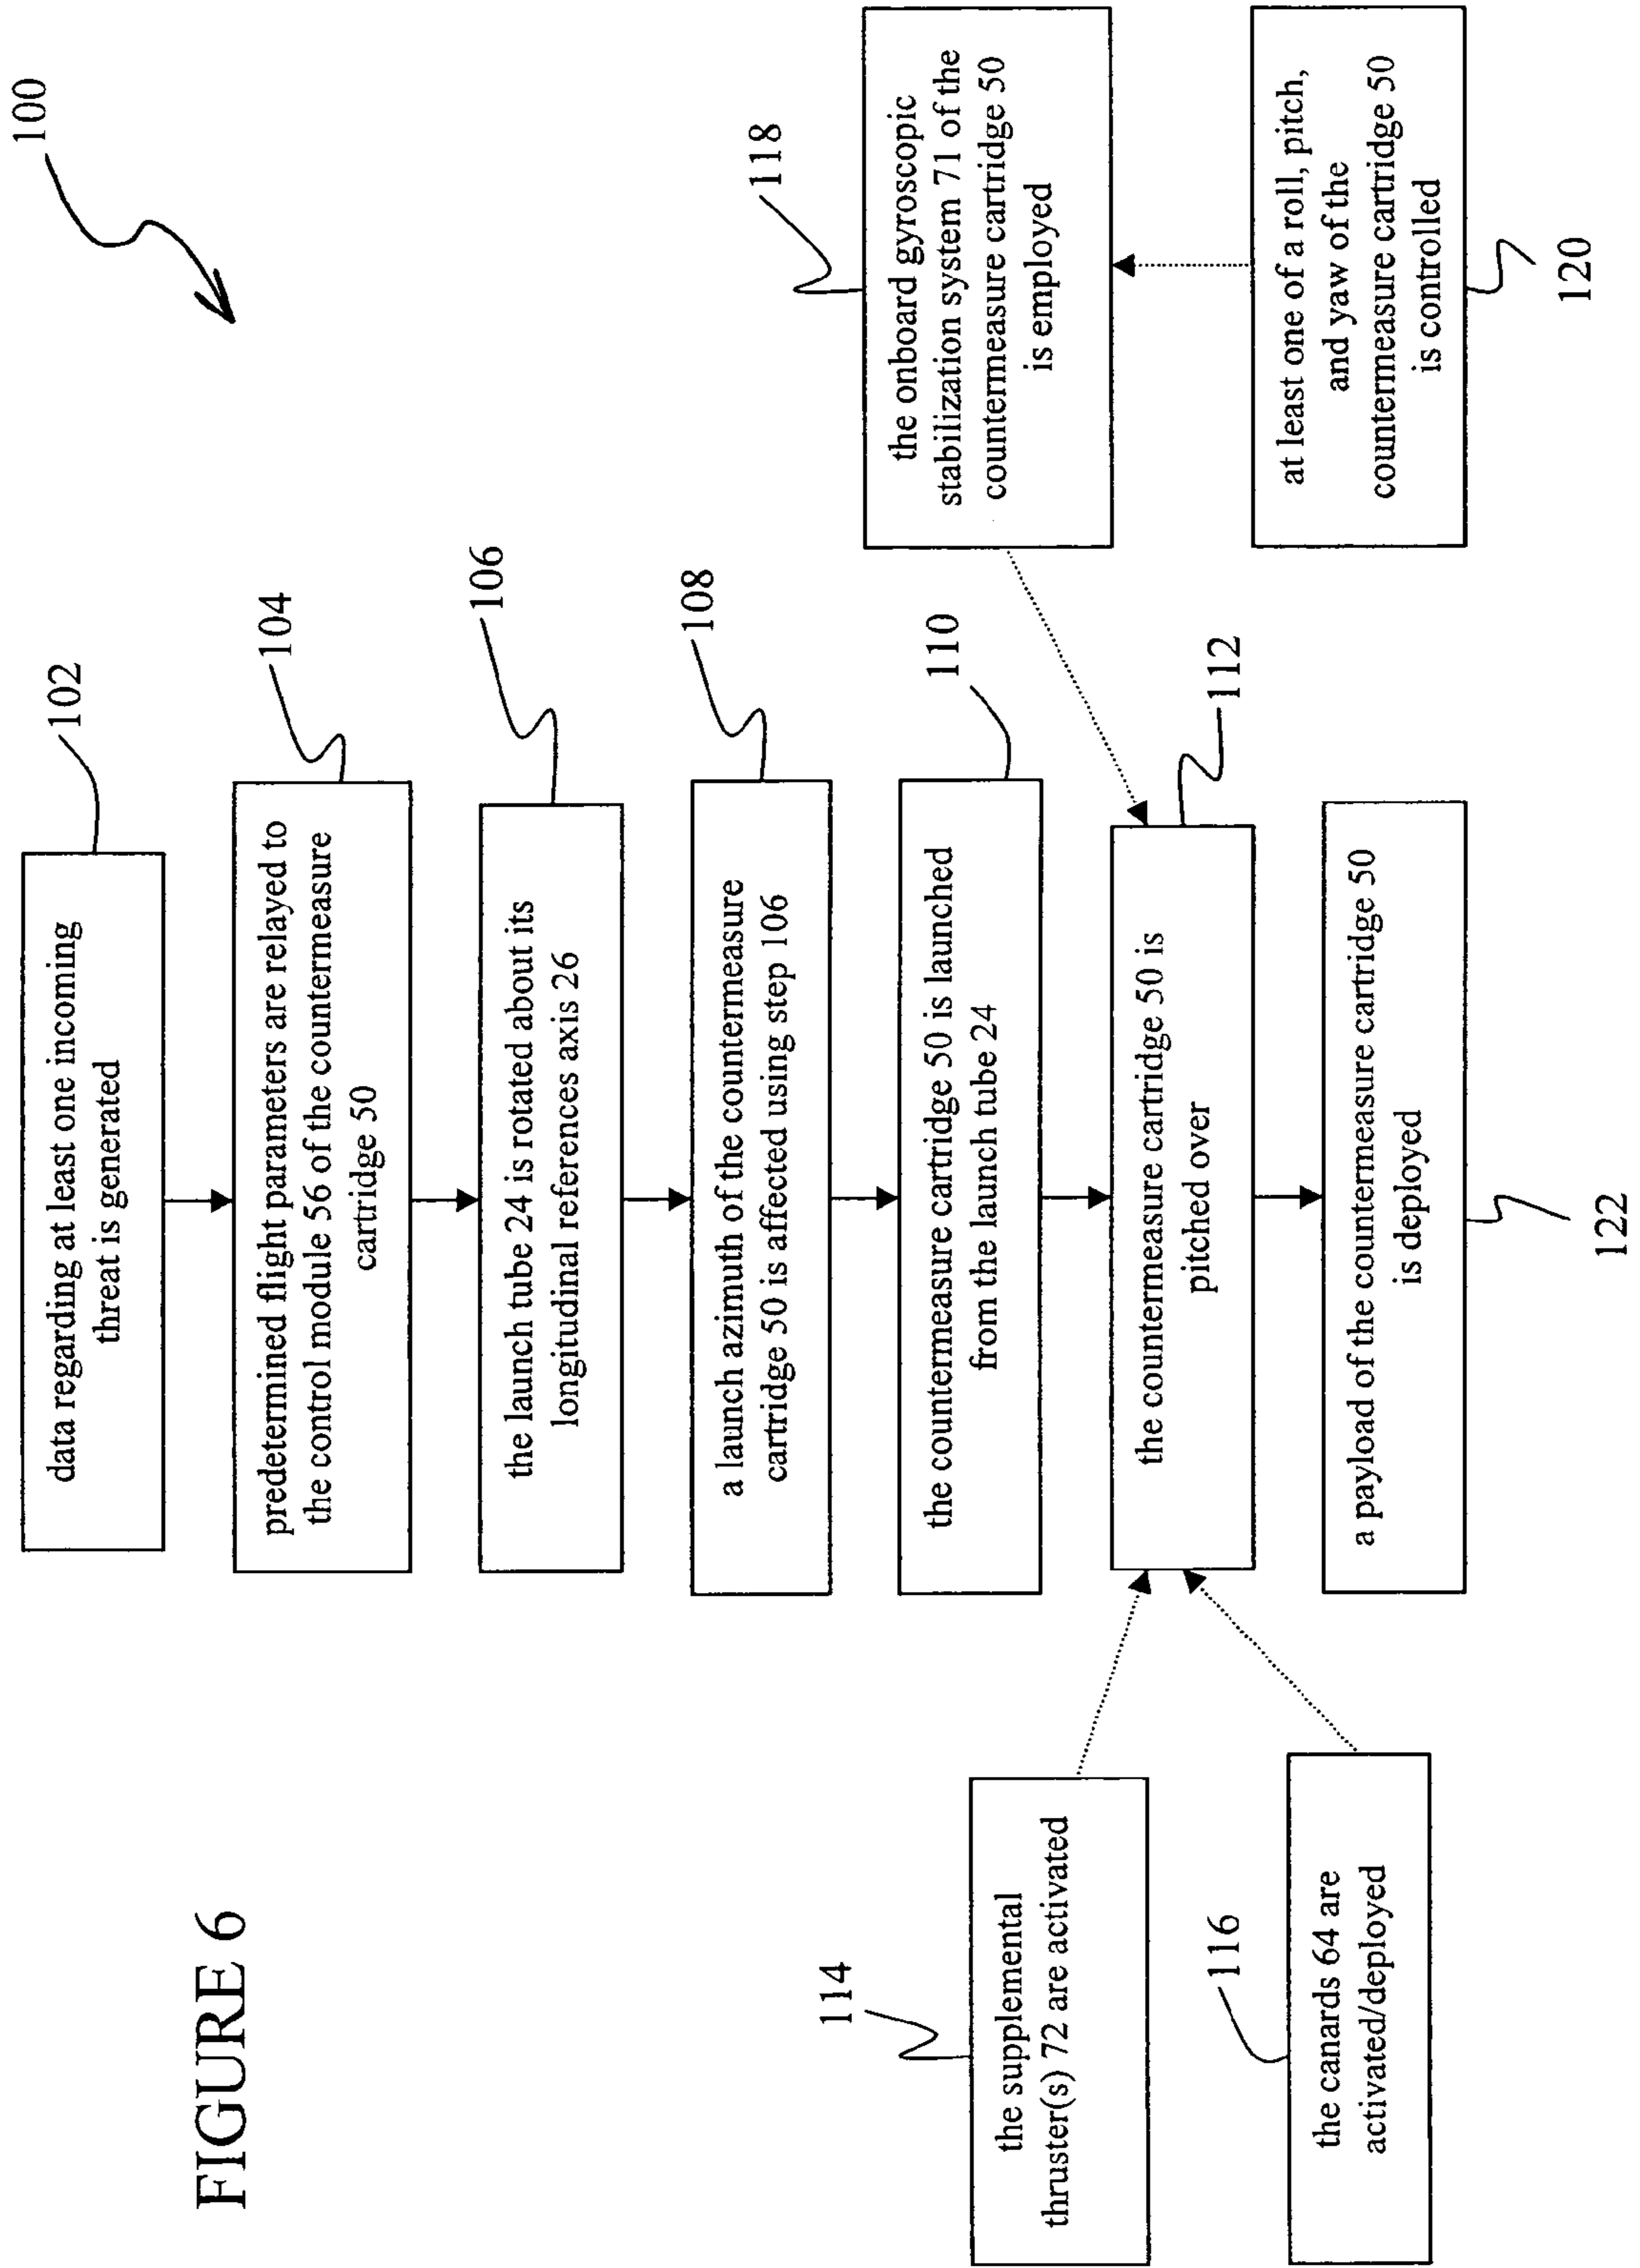 FIGURE 6
100
data regarding at least one incoming
threat is generated
102
predetermined flight parameters are relayed to
the control module 56 of the countermeasure
cartridge 50
104
the launch tube 24 is rotated about its
longitudinal references axis 26
106
a launch azimuth of the countermeasure
cartridge 50 is affected using step 106
108
the countermeasure cartridge 50 is launched
from the launch tube 24
110
the countermeasure cartridge 50 is
pitched over
112
the supplemental
thruster(s) 72 are activated
114
the canards 64 are
activated/deployed
116
the onboard gyroscopic
stabilization system 71 of the
countermeasure cartridge 50
is employed
118
at least one of a roll, pitch,
and yaw of the
countermeasure cartridge 50
is controlled
120
a payload of the countermeasure cartridge 50
is deployed
122